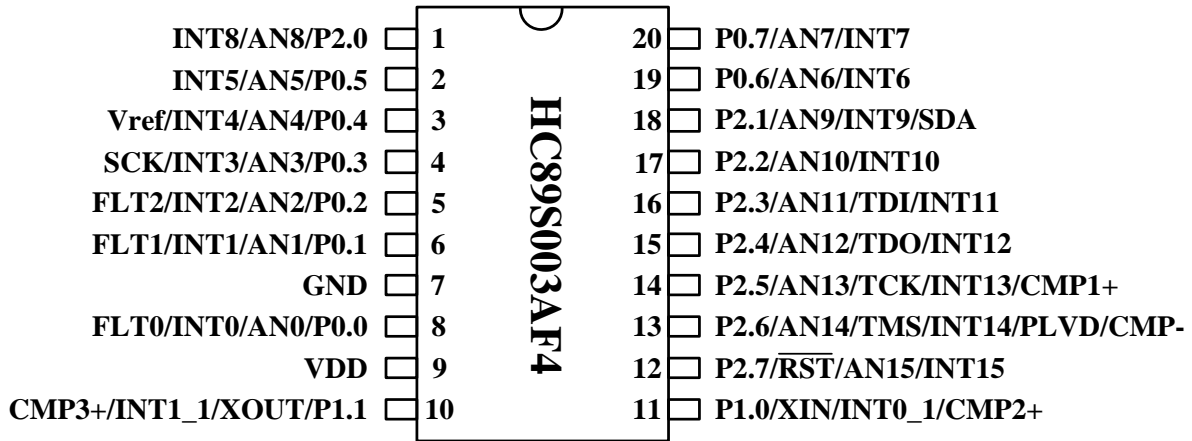 INT8/AN8/P2.0 1 20 P0.7/AN7/INT7
INT5/AN5/P0.5 2 19 P0.6/AN6/INT6
Vref/INT4/AN4/P0.4 3 18 P2.1/AN9/INT9/SDA
SCK/INT3/AN3/P0.3 4 17 P2.2/AN10/INT10
FLT2/INT2/AN2/P0.2 5 16 P2.3/AN11/TDI/INT11
FLT1/INT1/AN1/P0.1 6 15 P2.4/AN12/TDO/INT12
GND 7 14 P2.5/AN13/TCK/INT13/CMP1+
FLT0/INT0/AN0/P0.0 8 13 P2.6/AN14/TMS/INT14/PLVD/CMP-
VDD 9 12 P2.7/RST/AN15/INT15
CMP3+/INT1_1/XOUT/P1.1 10 11 P1.0/XIN/INT0_1/CMP2+
HC89S003AF4